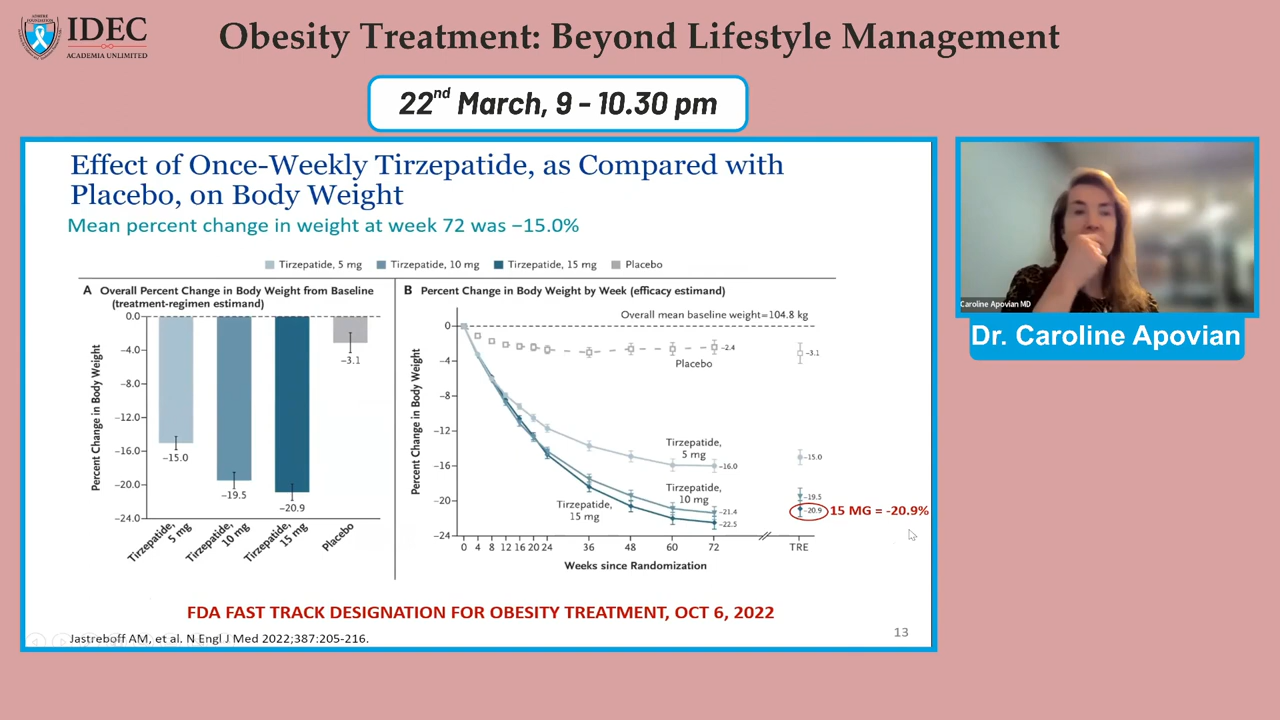 IDEC
ACADEMIA UNLIMITED
Obesity Treatment: Beyond Lifestyle Management
22nd March, 9 - 10.30 pm
Effect of Once-Weekly Tirzepatide, as Compared with
Placebo, on Body Weight
Mean percent change in weight at week 72 was −15.0%
Tirzepatide, 5 mg Tirzepatide, 10 mg Tirzepatide, 15 mg Placebo
A Overall Percent Change in Body Weight from Baseline
(treatment-regimen estimand)
Percent Change in Body Weight
0.0
−4.0
−8.0
−12.0
−16.0
−20.0
−24.0
−15.0
−19.5
−20.9
−3.1
Tirzepatide, 5 mg
Tirzepatide, 10 mg
Tirzepatide, 15 mg
Placebo
B Percent Change in Body Weight by Week (efficacy estimand)
Overall mean baseline weight=104.8 kg
Percent Change in Body Weight
0
−4
−8
−12
−16
−20
−24
−2.4
Placebo
−3.1
Tirzepatide,
5 mg
−16.0
−15.0
Tirzepatide,
10 mg
−21.4
−19.5
Tirzepatide,
15 mg
−22.5
−20.9
15 MG = -20.9%
0 4 8 12 16 20 24 36 48 60 72 TRE
Weeks since Randomization
FDA FAST TRACK DESIGNATION FOR OBESITY TREATMENT, OCT 6, 2022
Jastreboff AM, et al. N Engl J Med 2022;387:205-216.
13
Caroline Apovian MD
Dr. Caroline Apovian